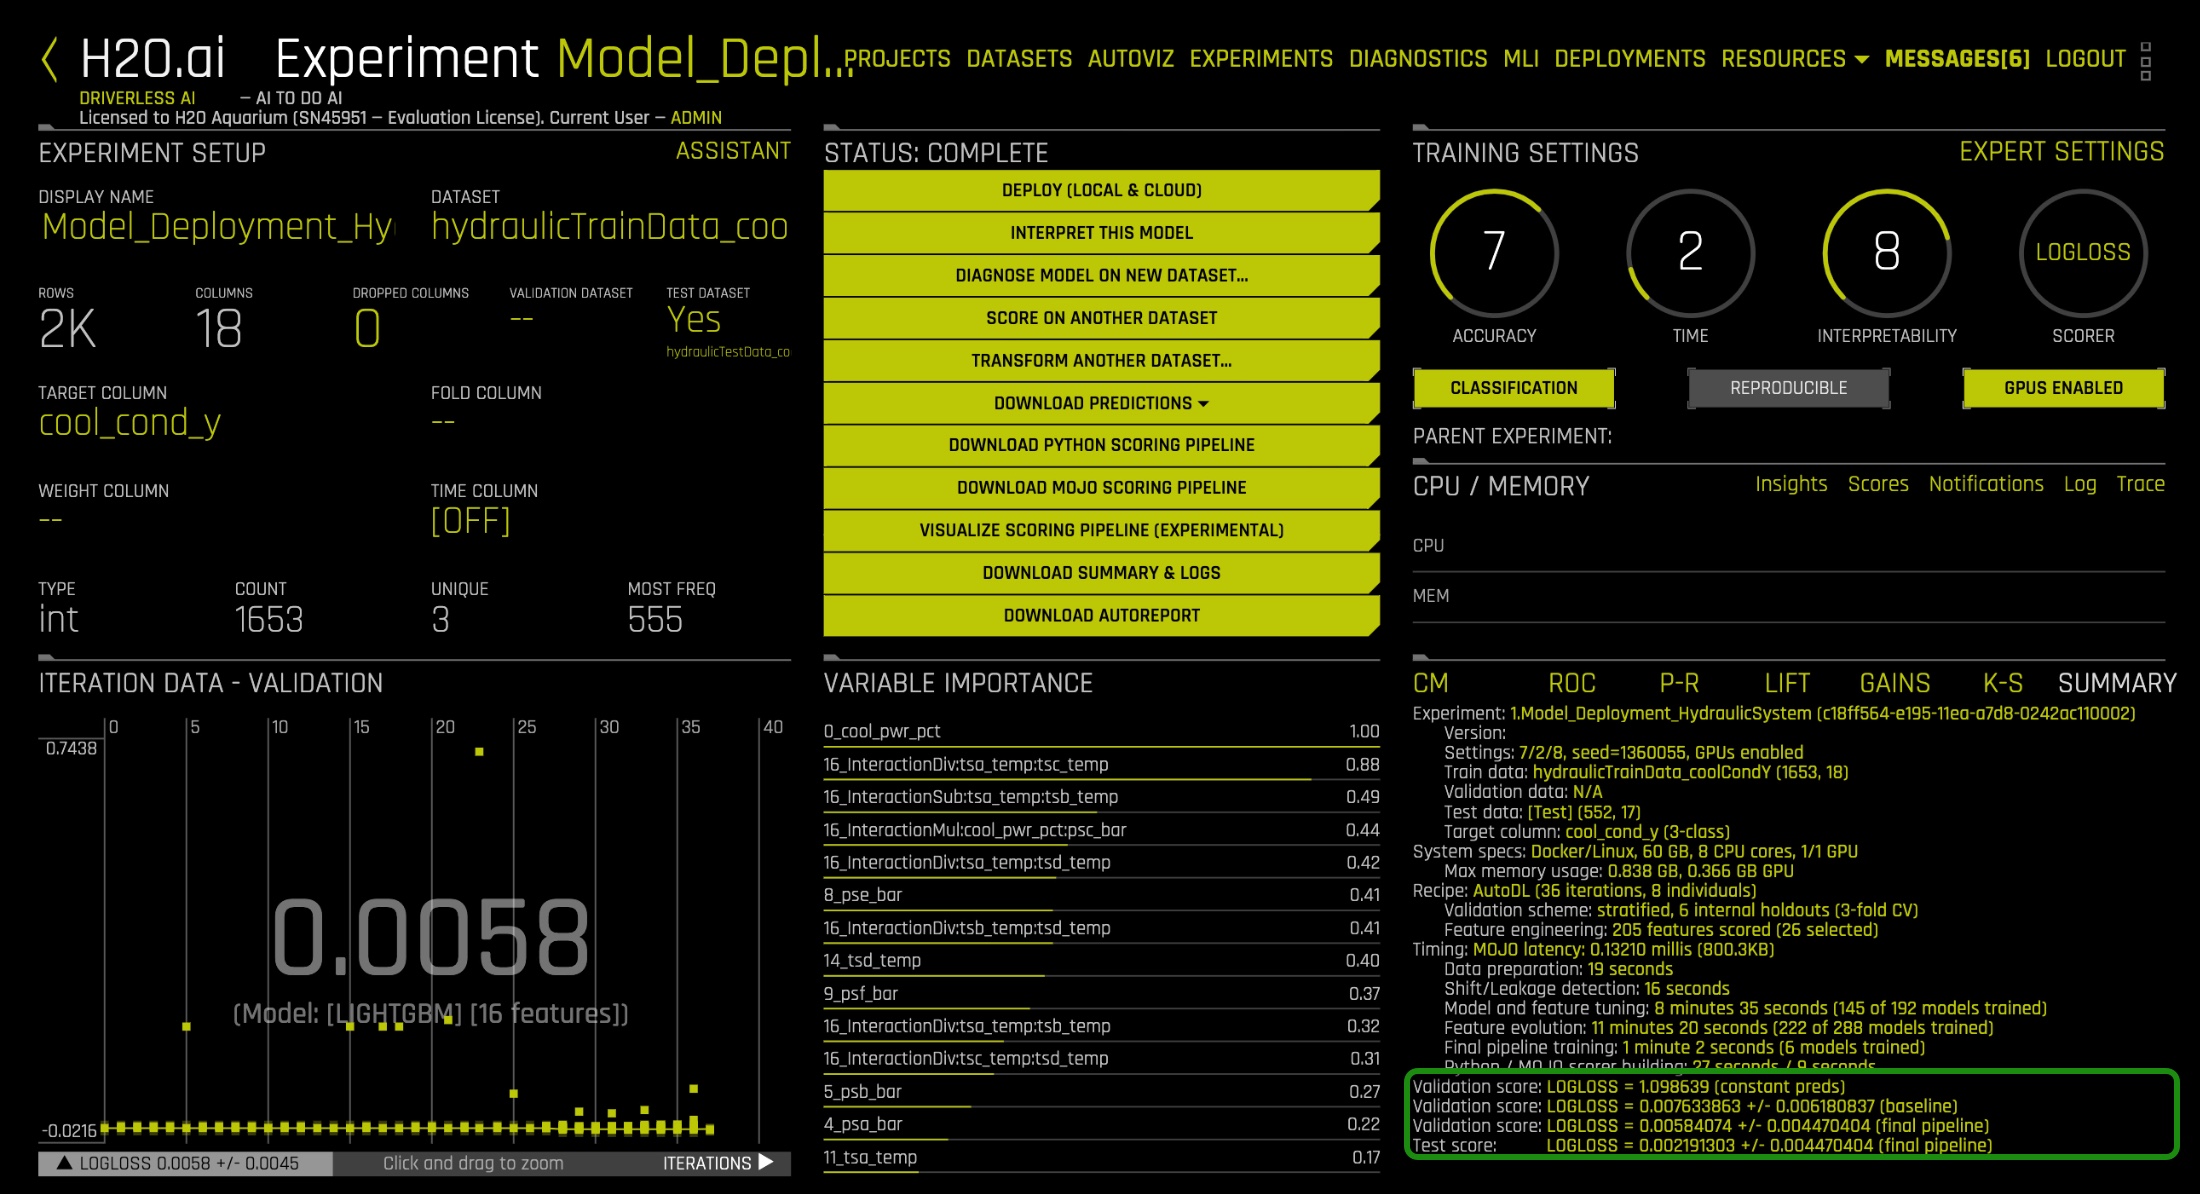 H2O.ai Experiment Model_Depl... PROJECTS DATASETS AUTOVIZ EXPERIMENTS DIAGNOSTICS MLI DEPLOYMENTS RESOURCES MESSAGES[6] LOGOUT
DRIVERLESS AI — AI TO DO AI
Licensed to H2O Aquarium (SN45951 — Evaluation License). Current User — ADMIN
EXPERIMENT SETUP ASSISTANT
DISPLAY NAME DATASET
Model_Deployment_Hy hydraulicTrainData_coo
ROWS COLUMNS DROPPED COLUMNS VALIDATION DATASET TEST DATASET
2K 18 0 -- Yes
hydraulicTestData_co
TARGET COLUMN FOLD COLUMN
cool_cond_y --
WEIGHT COLUMN TIME COLUMN
-- [OFF]
TYPE COUNT UNIQUE MOST FREQ
int 1653 3 555
STATUS: COMPLETE
DEPLOY (LOCAL & CLOUD)
INTERPRET THIS MODEL
DIAGNOSE MODEL ON NEW DATASET...
SCORE ON ANOTHER DATASET
TRANSFORM ANOTHER DATASET...
DOWNLOAD PREDICTIONS
DOWNLOAD PYTHON SCORING PIPELINE
DOWNLOAD MOJO SCORING PIPELINE
VISUALIZE SCORING PIPELINE (EXPERIMENTAL)
DOWNLOAD SUMMARY & LOGS
DOWNLOAD AUTOREPORT
TRAINING SETTINGS EXPERT SETTINGS
7 2 8 LOGLOSS
ACCURACY TIME INTERPRETABILITY SCORER
CLASSIFICATION REPRODUCIBLE GPUS ENABLED
PARENT EXPERIMENT:
CPU / MEMORY Insights Scores Notifications Log Trace
CPU
MEM
ITERATION DATA - VALIDATION
0 5 10 15 20 25 30 35 40
0.7438
0.0058
(Model: [LIGHTGBM] [16 features])
-0.0216
LOGLOSS 0.0058 +/- 0.0045 Click and drag to zoom ITERATIONS
VARIABLE IMPORTANCE
0_cool_pwr_pct 1.00
16_InteractionDiv:tsa_temp:tsc_temp 0.88
16_InteractionSub:tsa_temp:tsb_temp 0.49
16_InteractionMul:cool_pwr_pct:psc_bar 0.44
16_InteractionDiv:tsa_temp:tsd_temp 0.42
8_pse_bar 0.41
16_InteractionDiv:tsb_temp:tsd_temp 0.41
14_tsd_temp 0.40
9_psf_bar 0.37
16_InteractionDiv:tsa_temp:tsb_temp 0.32
16_InteractionDiv:tsc_temp:tsd_temp 0.31
5_psb_bar 0.27
4_psa_bar 0.22
11_tsa_temp 0.17
CM ROC P-R LIFT GAINS K-S SUMMARY
Experiment: 1.Model_Deployment_HydraulicSystem (c18ff564-e195-11ea-a7d8-0242ac110002)
Version:
Settings: 7/2/8, seed=1360055, GPUs enabled
Train data: hydraulicTrainData_coolCondY (1653, 18)
Validation data: N/A
Test data: [Test] (552, 17)
Target column: cool_cond_y (3-class)
System specs: Docker/Linux, 60 GB, 8 CPU cores, 1/1 GPU
Max memory usage: 0.838 GB, 0.366 GB GPU
Recipe: AutoDL (36 iterations, 8 individuals)
Validation scheme: stratified, 6 internal holdouts (3-fold CV)
Feature engineering: 205 features scored (26 selected)
Timing: MOJO latency: 0.13210 millis (800.3KB)
Data preparation: 19 seconds
Shift/Leakage detection: 16 seconds
Model and feature tuning: 8 minutes 35 seconds (145 of 192 models trained)
Feature evolution: 11 minutes 20 seconds (222 of 288 models trained)
Final pipeline training: 1 minute 2 seconds (6 models trained)
Python / MOJO scorer building: 27 seconds / 9 seconds
Validation score: LOGLOSS = 1.098639 (constant preds)
Validation score: LOGLOSS = 0.007633863 +/- 0.006180837 (baseline)
Validation score: LOGLOSS = 0.00584074 +/- 0.004470404 (final pipeline)
Test score: LOGLOSS = 0.002191303 +/- 0.004470404 (final pipeline)